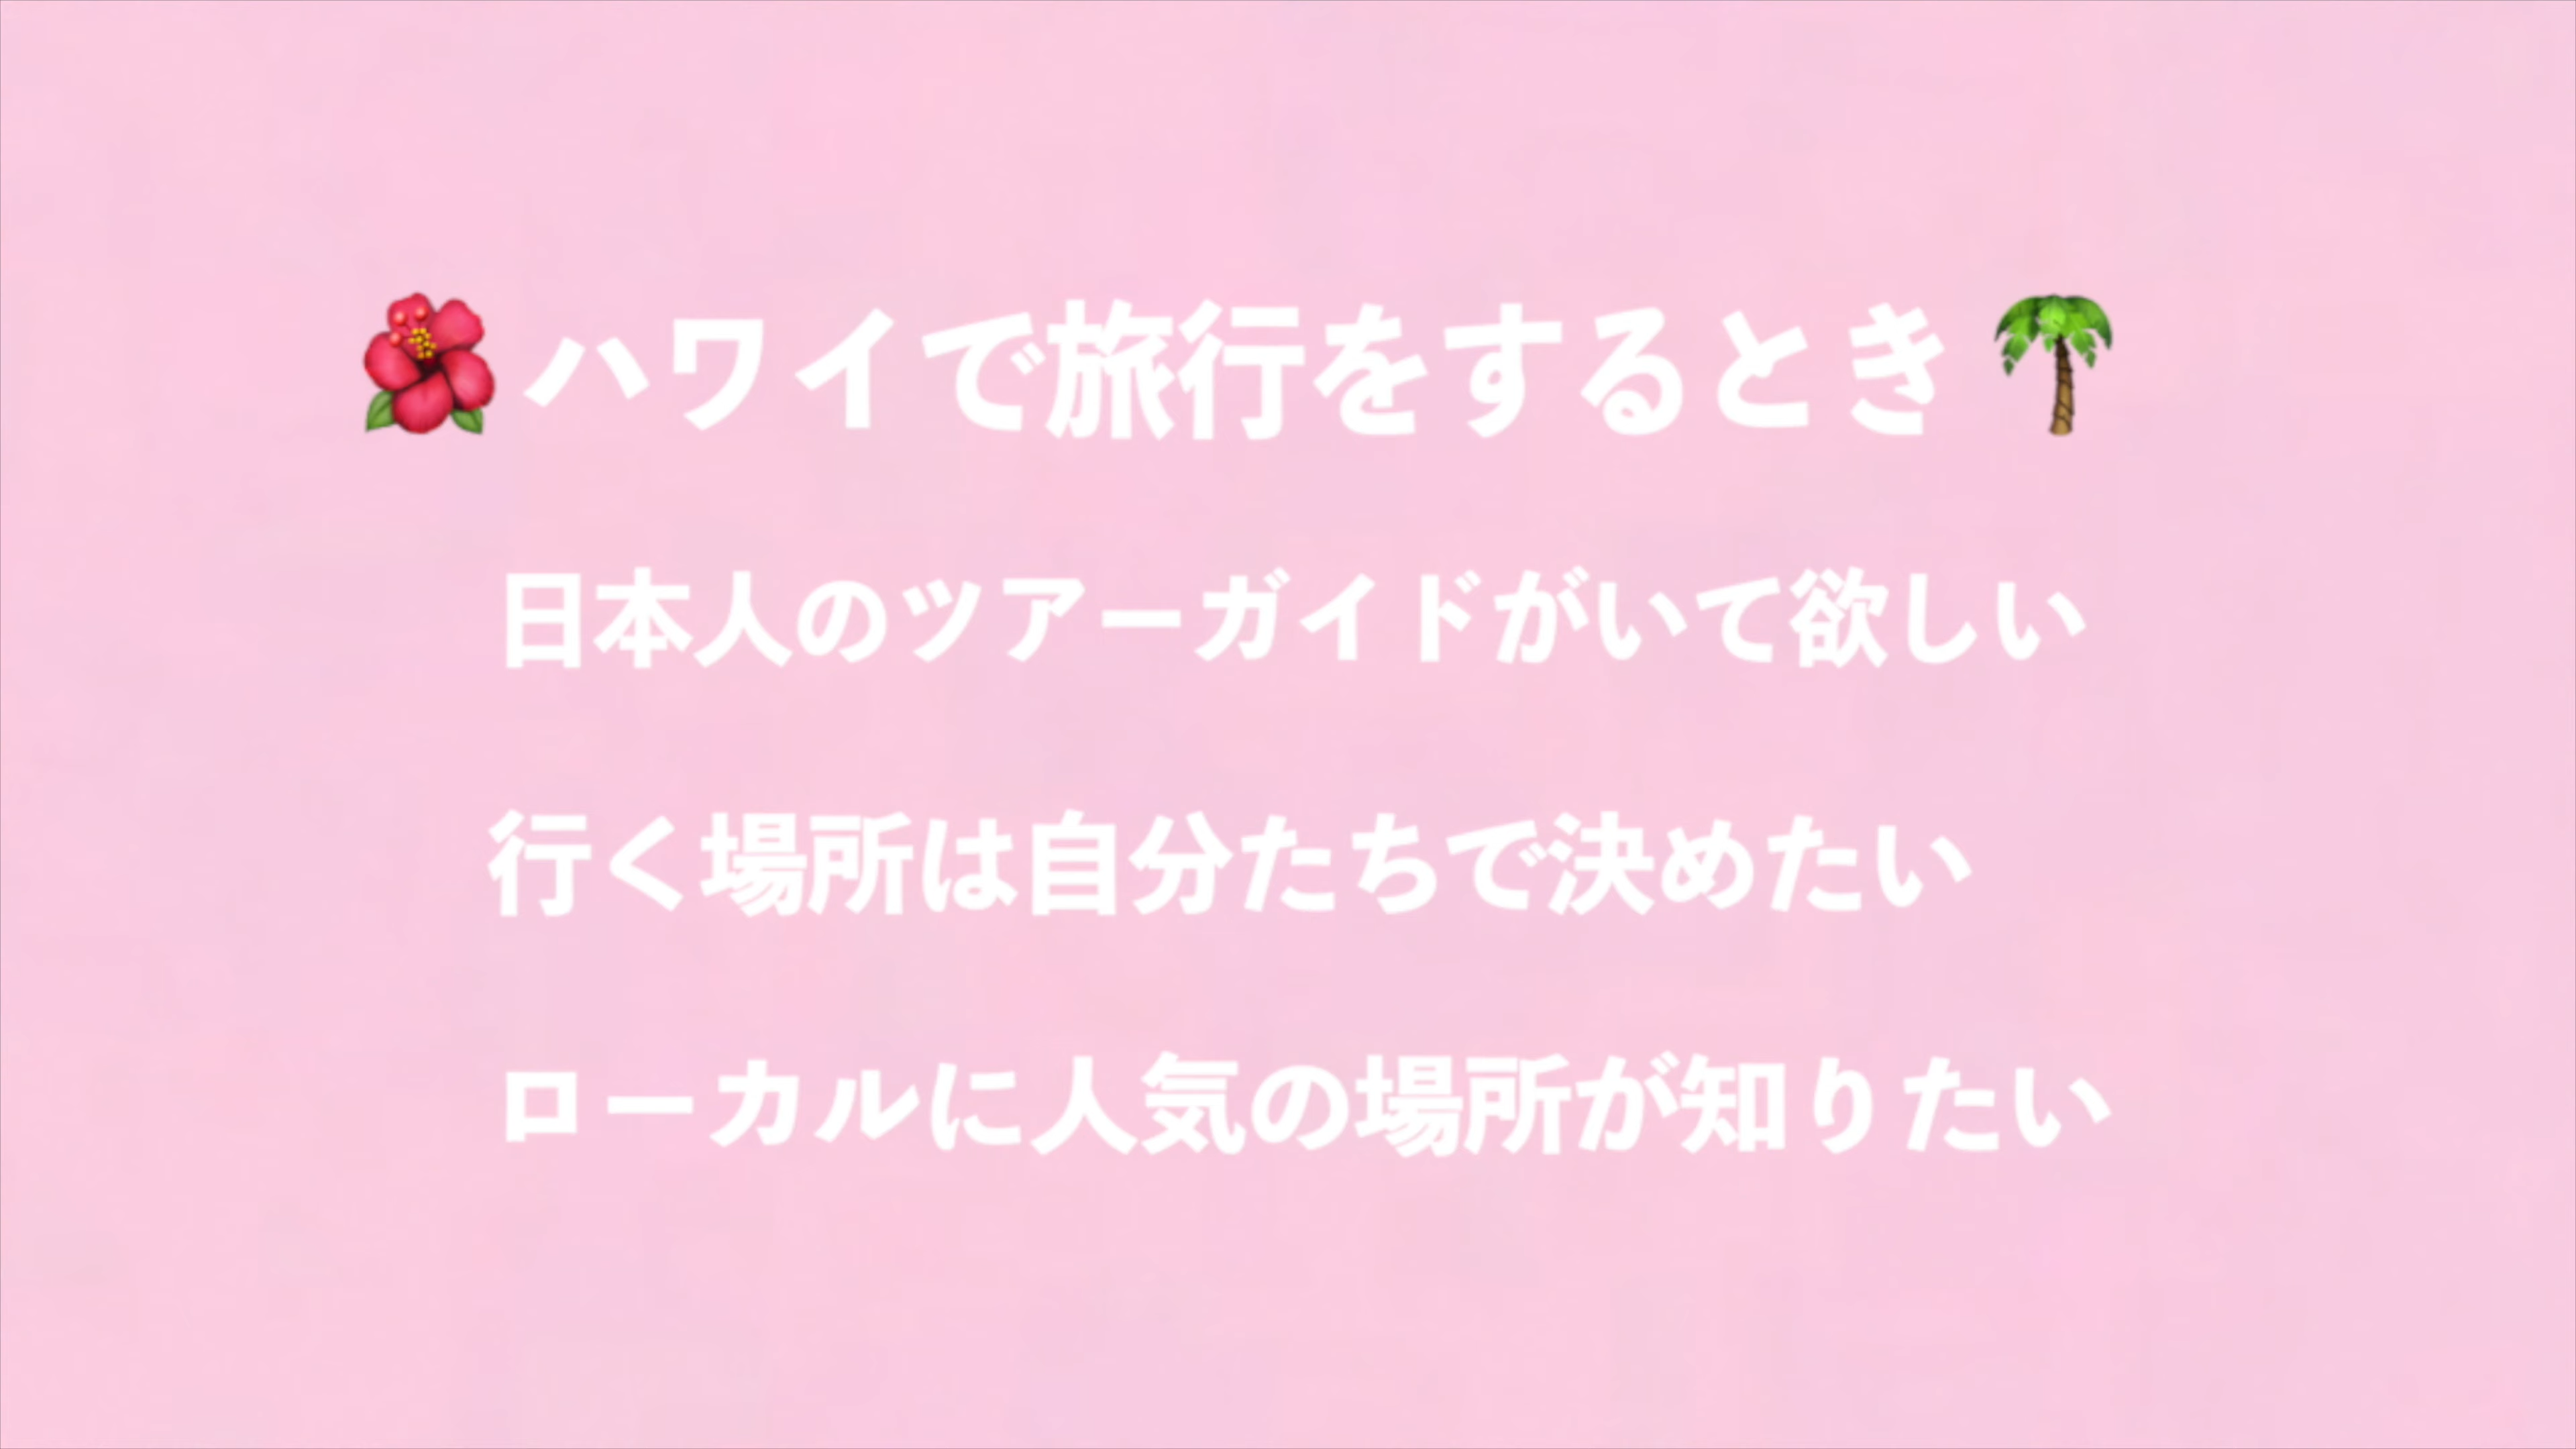 🌺ハワイで旅行をするとき🌴
日本人のツアーガイドがいて欲しい
行く場所は自分たちで決めたい
ローカルに人気の場所が知りたい